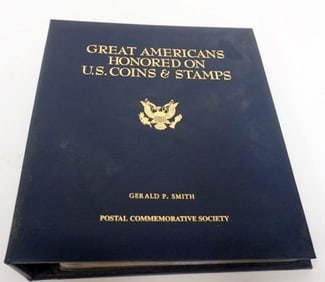 GREAT AMERICANS
HONORED ON
U.S. COINS & STAMPS
GERALD P. SMITH
POSTAL COMMEMORATIVE SOCIETY